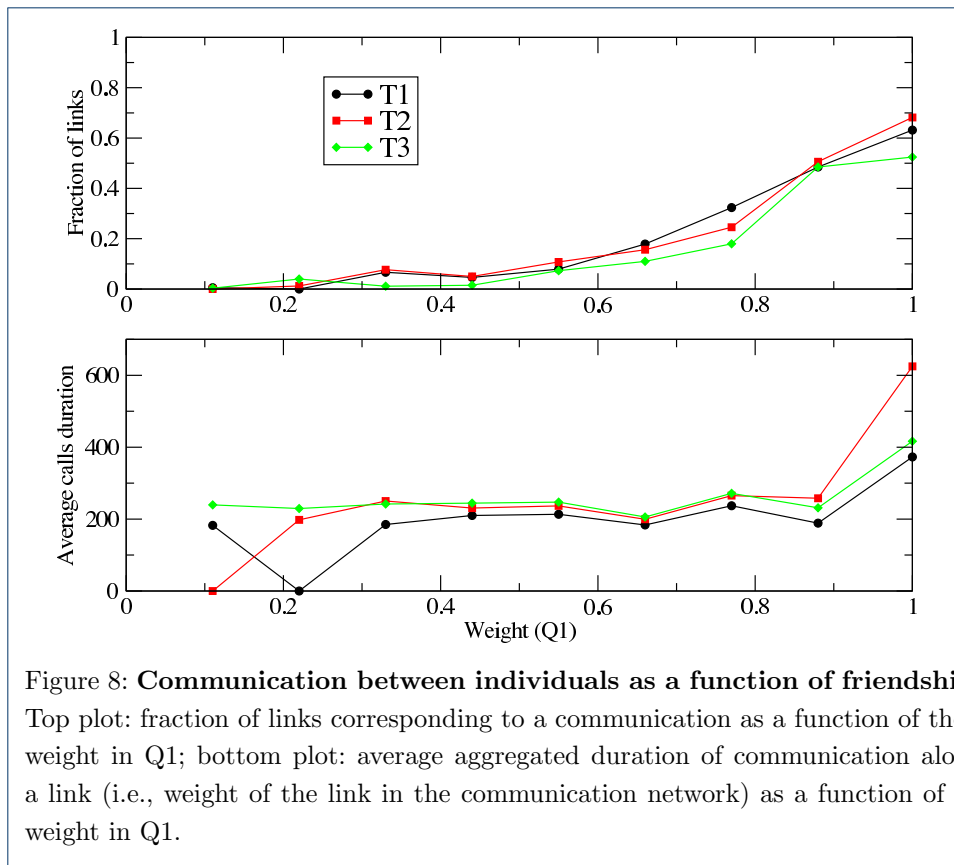 1
0.8
0.6
0.4
0.2
0
Fraction of links
T1
T2
T3
0 0.2 0.4 0.6 0.8 1
600
400
200
0
Average calls duration
0 0.2 0.4 0.6 0.8 1
Weight (Q1)
Figure 8: Communication between individuals as a function of friendshi
Top plot: fraction of links corresponding to a communication as a function of th
weight in Q1; bottom plot: average aggregated duration of communication alo
a link (i.e., weight of the link in the communication network) as a function of
weight in Q1.